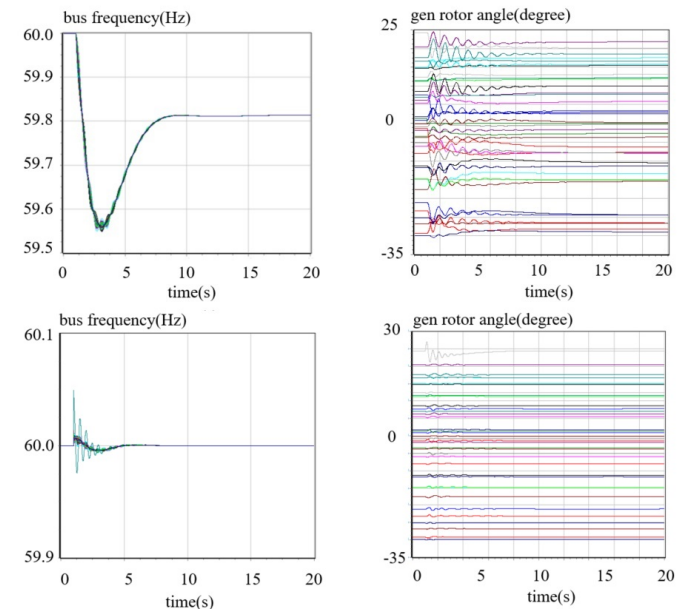 bus frequency(Hz)
60.0
59.9
59.8
59.7
59.6
59.5
0 5 10 15 20
time(s)
gen rotor angle(degree)
25
0
-35
0 5 10 15 20
time(s)
bus frequency(Hz)
60.1
60.0
59.9
0 5 10 15 20
time(s)
gen rotor angle(degree)
30
0
-35
0 5 10 15 20
time(s)